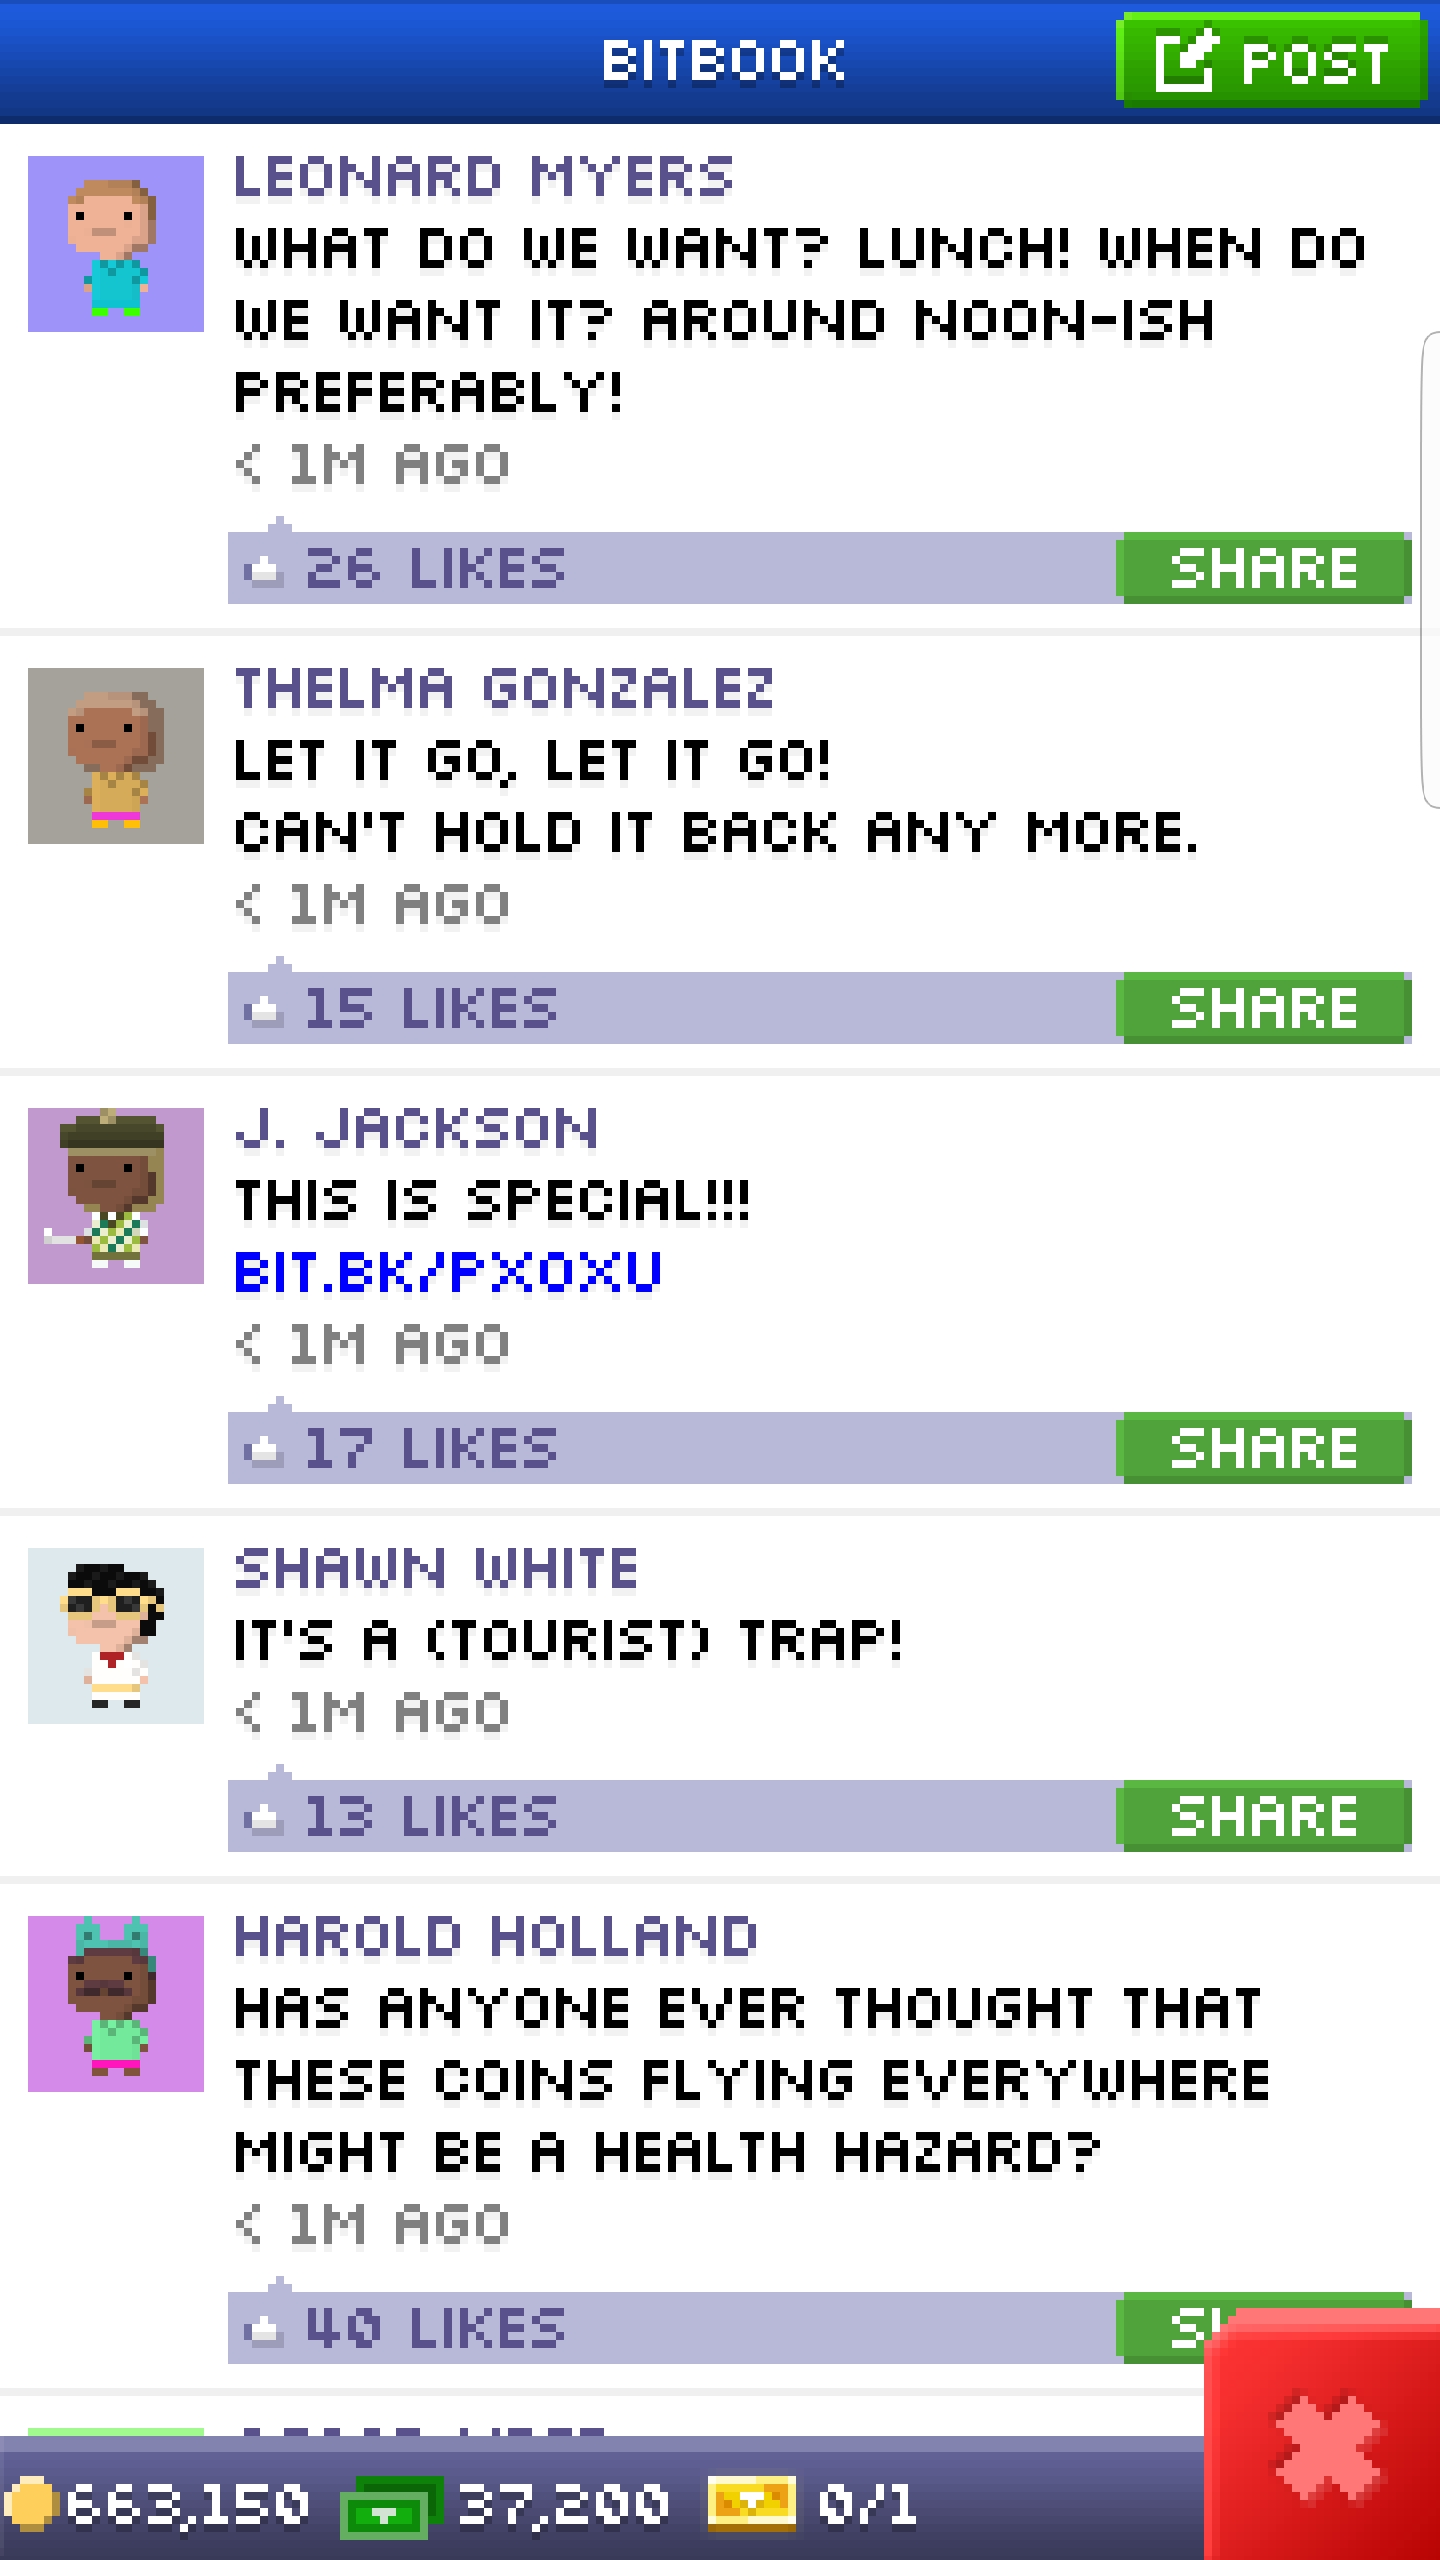 BITBOOK
POST
LEONARD MYERS
WHAT DO WE WANT? LUNCH! WHEN DO
WE WANT IT? AROUND NOON-ISH
PREFERABLY!
< 1M AGO
26 LIKES
SHARE
THELMA GONZALEZ
LET IT GO, LET IT GO!
CAN'T HOLD IT BACK ANY MORE.
< 1M AGO
15 LIKES
SHARE
J. JACKSON
THIS IS SPECIAL!!!
BIT.BK/PXOXU
< 1M AGO
17 LIKES
SHARE
SHAWN WHITE
IT'S A (TOURIST) TRAP!
< 1M AGO
13 LIKES
SHARE
HAROLD HOLLAND
HAS ANYONE EVER THOUGHT THAT
THESE COINS FLYING EVERYWHERE
MIGHT BE A HEALTH HAZARD?
< 1M AGO
40 LIKES
663,150
37,200
0/1